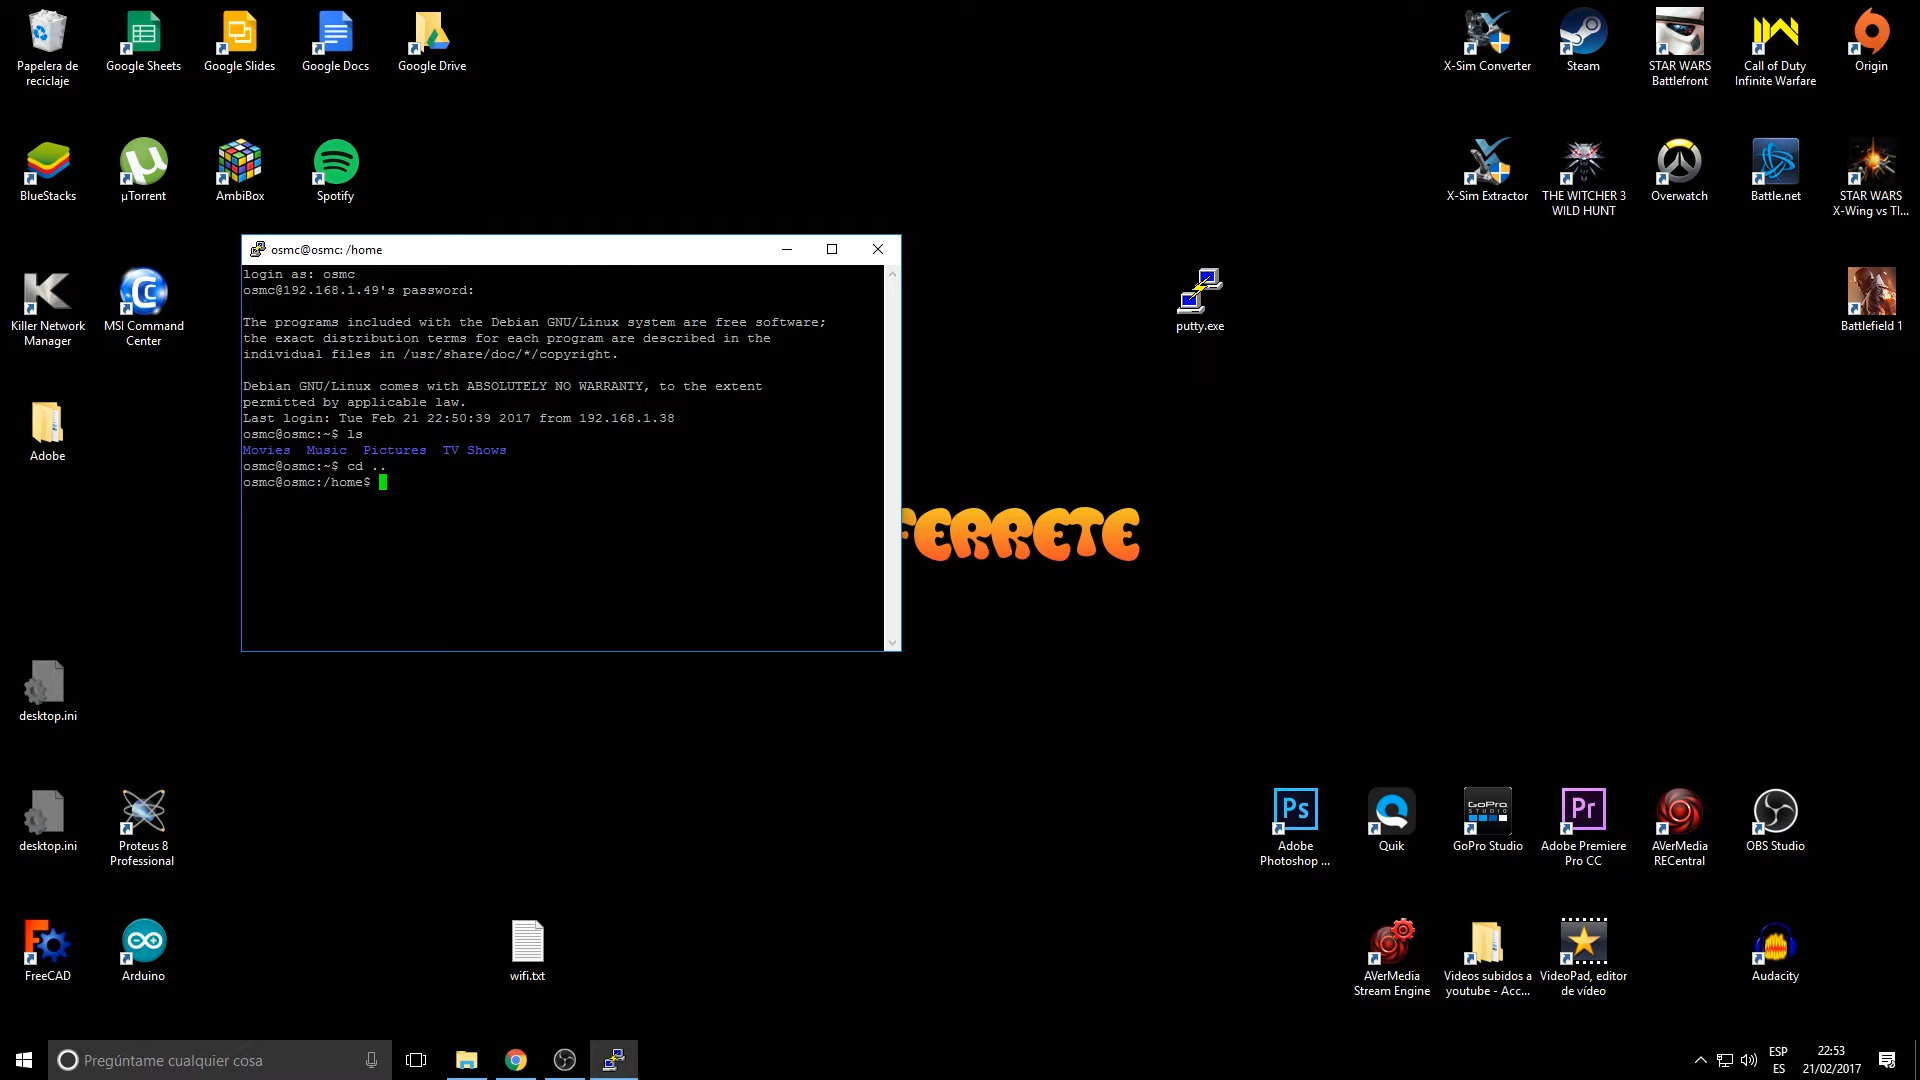 Papelera de
reciclaje
Google Sheets
Google Slides
Google Docs
Google Drive
X-Sim Converter
Steam
STAR WARS
Battlefront
Call of Duty
Infinite Warfare
Origin
BlueStacks
µTorrent
AmbiBox
Spotify
X-Sim Extractor
THE WITCHER 3
WILD HUNT
Overwatch
Battle.net
STAR WARS
X-Wing vs TI...
osmc@osmc: /home
login as: osmc
osmc@192.168.1.49's password:
The programs included with the Debian GNU/Linux system are free software;
the exact distribution terms for each program are described in the
individual files in /usr/share/doc/*/copyright.
Debian GNU/Linux comes with ABSOLUTELY NO WARRANTY, to the extent
permitted by applicable law.
Last login: Tue Feb 21 22:50:39 2017 from 192.168.1.38
osmc@osmc:~$ ls
Movies  Music  Pictures  TV Shows
osmc@osmc:~$ cd ..
osmc@osmc:/home$
Killer Network
Manager
MSI Command
Center
putty.exe
Battlefield 1
Adobe
FERRETE
desktop.ini
desktop.ini
Proteus 8
Professional
Ps
Adobe
Photoshop ...
Quik
GoPro
STUDIO
GoPro Studio
Pr
Adobe Premiere
Pro CC
AVerMedia
RECentral
OBS Studio
FreeCAD
Arduino
wifi.txt
AVerMedia
Stream Engine
Videos subidos a
youtube - Acc...
VideoPad, editor
de vídeo
Audacity
Pregúntame cualquier cosa
ESP
ES
22:53
21/02/2017